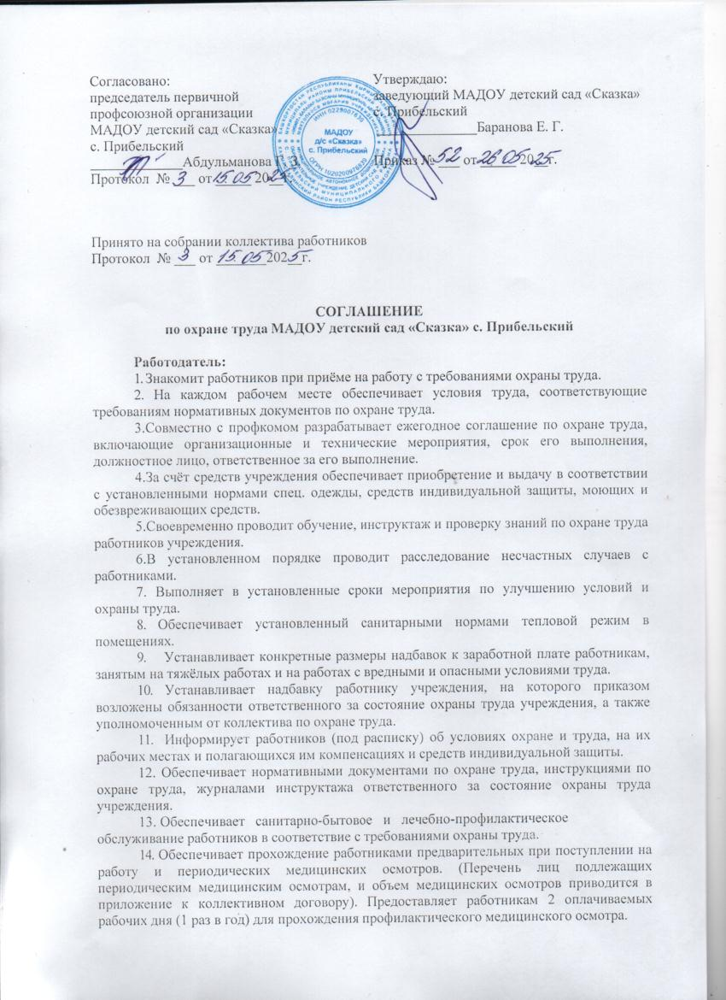 Согласовано:
председатель первичной
профсоюзной организации
МАДОУ детский сад «Сказка»
с. Прибельский
____________ Абдульманова Г. З.
Протокол № 3 от 15.05 2025 г.
Утверждаю:
заведующий МАДОУ детский сад «Сказка»
с. Прибельский
______________Баранова Е. Г.
Приказ № 52 от 26 05 2025г.
МАДОУ
д/с «Сказка»
с. Прибельский
ИНН 0229007630
ОГРН 1020200976839
Принято на собрании коллектива работников
Протокол № 3 от 15.05 2025г.
СОГЛАШЕНИЕ
по охране труда МАДОУ детский сад «Сказка» с. Прибельский
Работодатель:
1. Знакомит работников при приёме на работу с требованиями охраны труда.
2. На каждом рабочем месте обеспечивает условия труда, соответствующие
требованиям нормативных документов по охране труда.
3.Совместно с профкомом разрабатывает ежегодное соглашение по охране труда,
включающие организационные и технические мероприятия, срок его выполнения,
должностное лицо, ответственное за его выполнение.
4.За счёт средств учреждения обеспечивает приобретение и выдачу в соответствии
с установленными нормами спец. одежды, средств индивидуальной защиты, моющих и
обезвреживающих средств.
5.Своевременно проводит обучение, инструктаж и проверку знаний по охране труда
работников учреждения.
6.В установленном порядке проводит расследование несчастных случаев с
работниками.
7. Выполняет в установленные сроки мероприятия по улучшению условий и
охраны труда.
8. Обеспечивает установленный санитарными нормами тепловой режим в
помещениях.
9. Устанавливает конкретные размеры надбавок к заработной плате работникам,
занятым на тяжёлых работах и на работах с вредными и опасными условиями труда.
10. Устанавливает надбавку работнику учреждения, на которого приказом
возложены обязанности ответственного за состояние охраны труда учреждения, а также
уполномоченным от коллектива по охране труда.
11. Информирует работников (под расписку) об условиях охране и труда, на их
рабочих местах и полагающихся им компенсациях и средств индивидуальной защиты.
12. Обеспечивает нормативными документами по охране труда, инструкциями по
охране труда, журналами инструктажа ответственного за состояние охраны труда
учреждения.
13. Обеспечивает санитарно-бытовое и лечебно-профилактическое
обслуживание работников в соответствие с требованиями охраны труда.
14. Обеспечивает прохождение работниками предварительных при поступлении на
работу и периодических медицинских осмотров. (Перечень лиц подлежащих
периодическим медицинским осмотрам, и объем медицинских осмотров приводится в
приложение к коллективном договору). Предоставляет работникам 2 оплачиваемых
рабочих дня (1 раз в год) для прохождения профилактического медицинского осмотра.